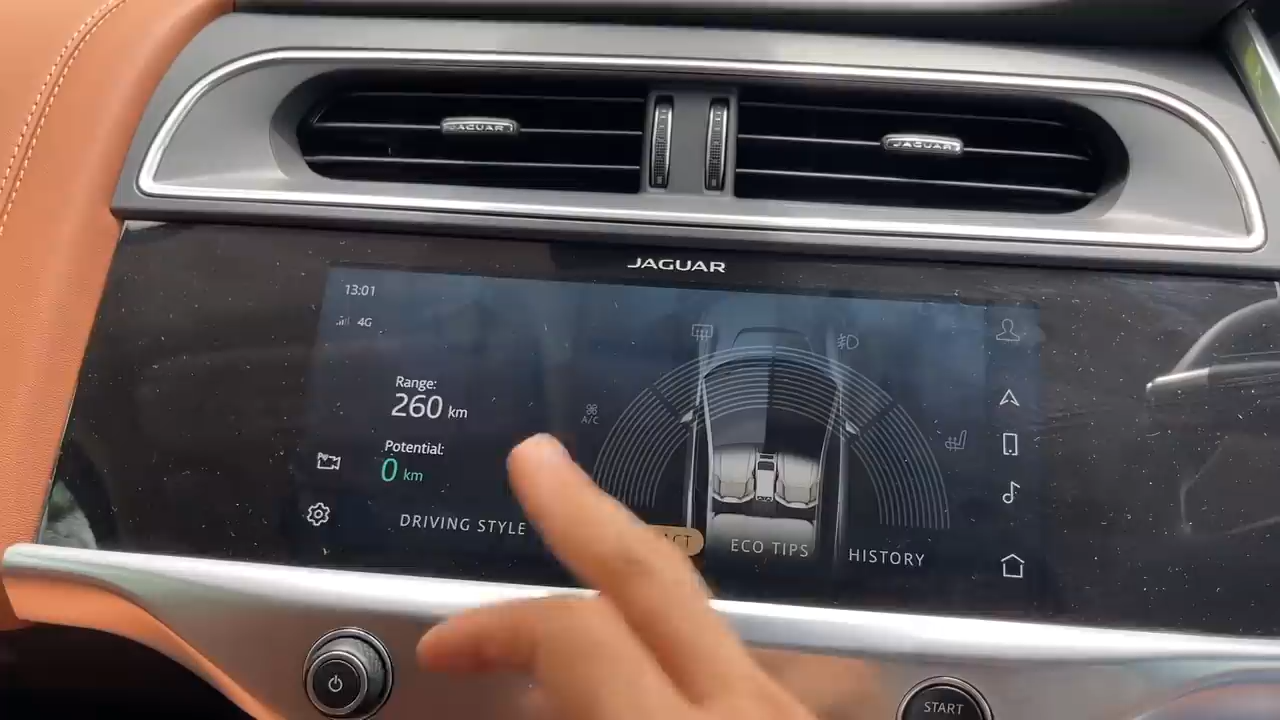 JAGUAR
JAGUAR
JAGUAR
13:01
4G
Range:
260 km
Potential:
0 km
A/C
DRIVING STYLE
ECO TIPS
HISTORY
START